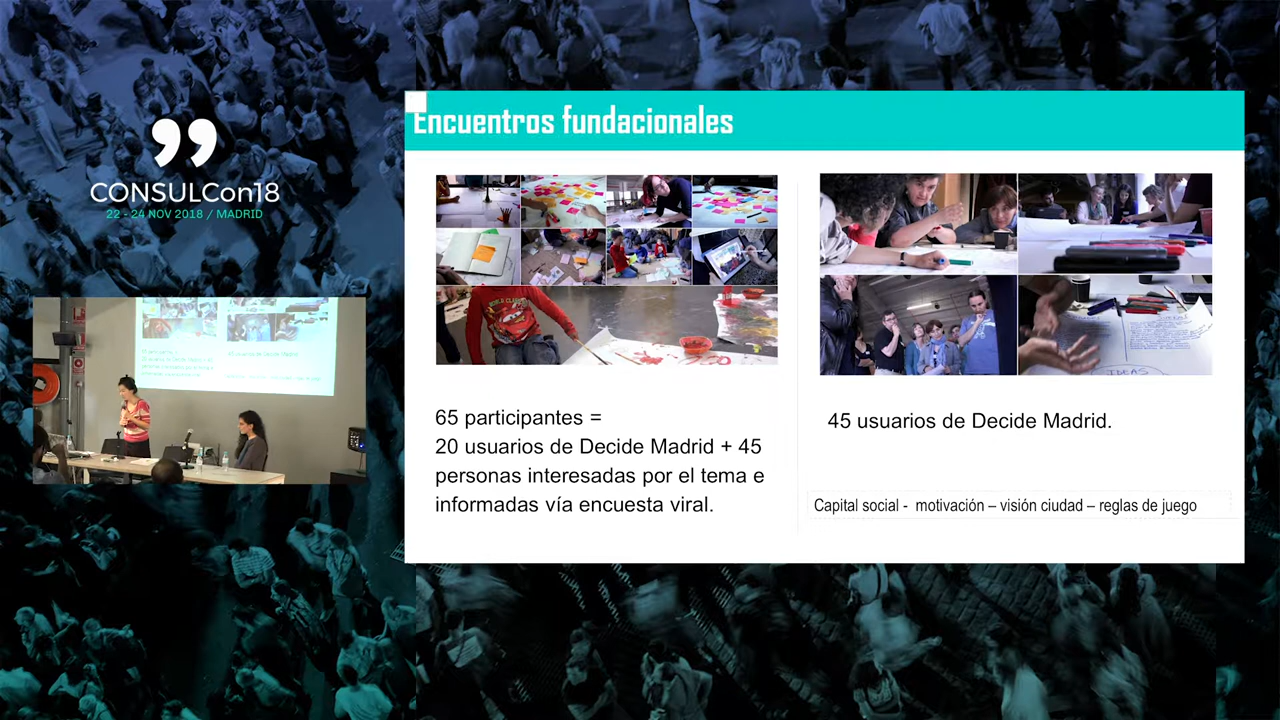 CONSULCon18
22 - 24 NOV 2018 / MADRID
Encuentros fundacionales
65 participantes =
20 usuarios de Decide Madrid + 45
personas interesadas por el tema e
informadas vía encuesta viral.
45 usuarios de Decide Madrid.
Capital social - motivación – visión ciudad – reglas de juego
IDEAS